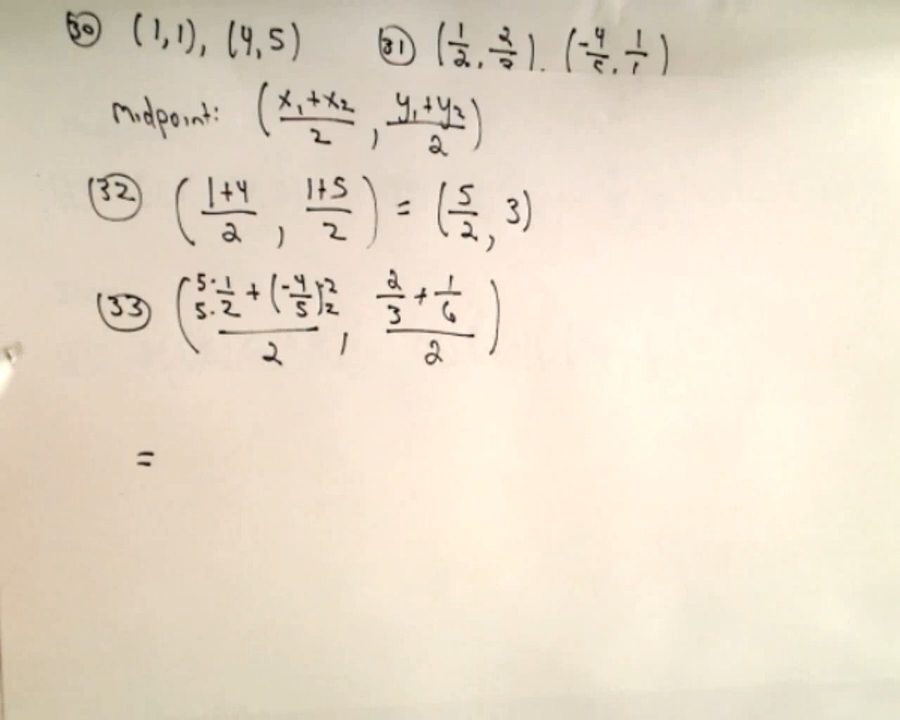 30 (1,1), (4,5) 31 (1/2, 2/3), (-4/5, 1/6)
Midpoint: (x₁+x₂/2, y₁+y₂/2)
32 (1+4/2, 1+5/2) = (5/2, 3)
33 (5·1/5·2 + (-4/5)·2/2 / 2, 2/3 + 1/6 / 2)
=